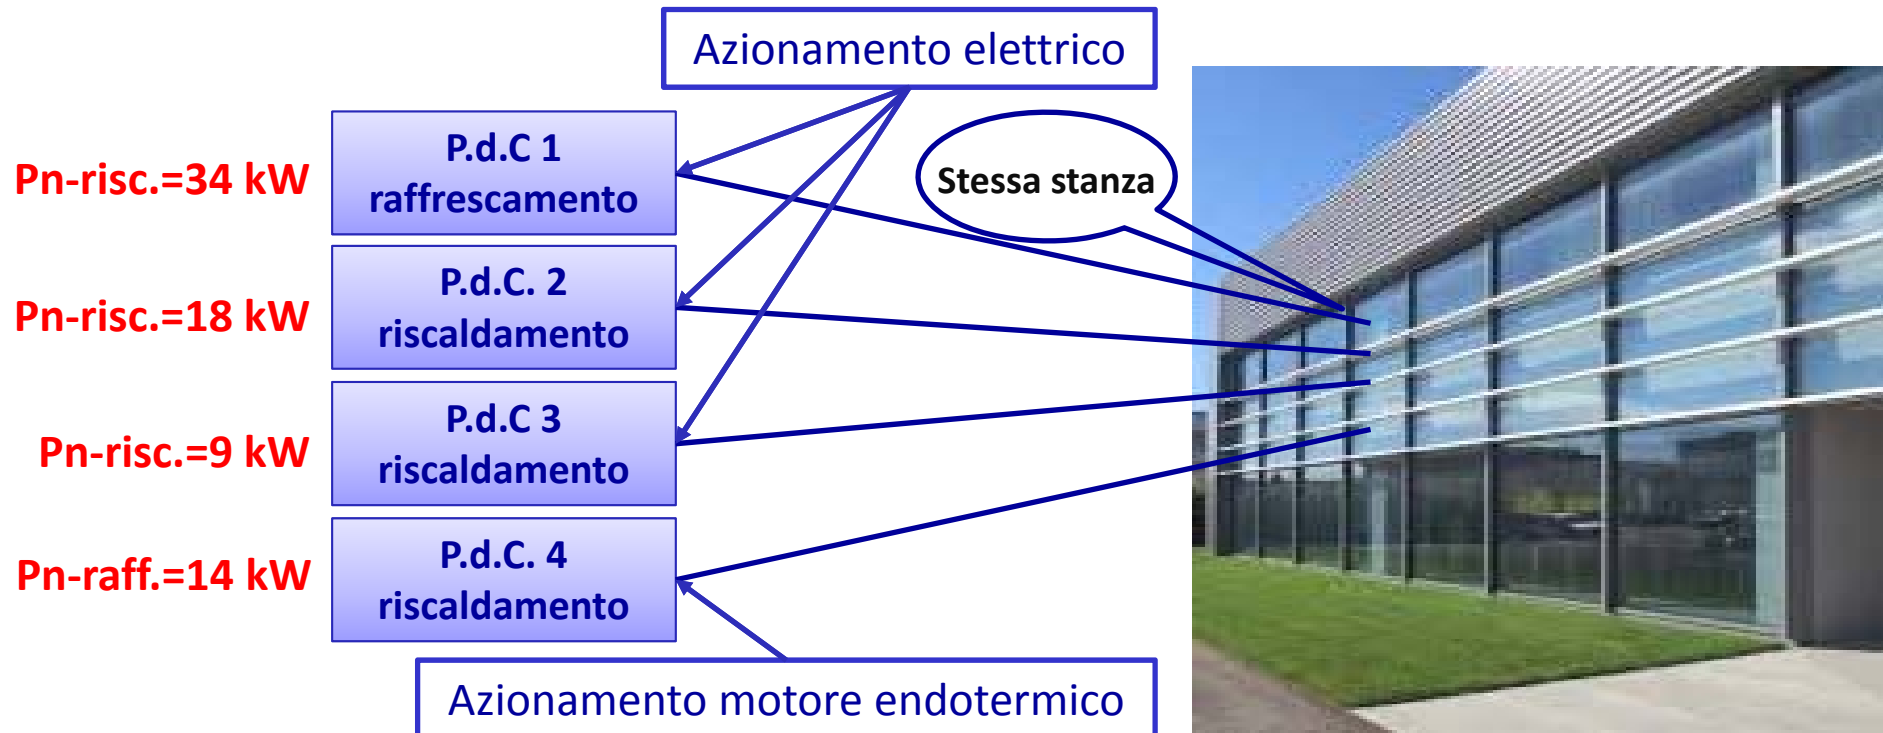 Azionamento elettrico
Pn-risc.=34 kW
P.d.C 1
raffrescamento
Stessa stanza
Pn-risc.=18 kW
P.d.C. 2
riscaldamento
Pn-risc.=9 kW
P.d.C 3
riscaldamento
Pn-raff.=14 kW
P.d.C. 4
riscaldamento
Azionamento motore endotermico